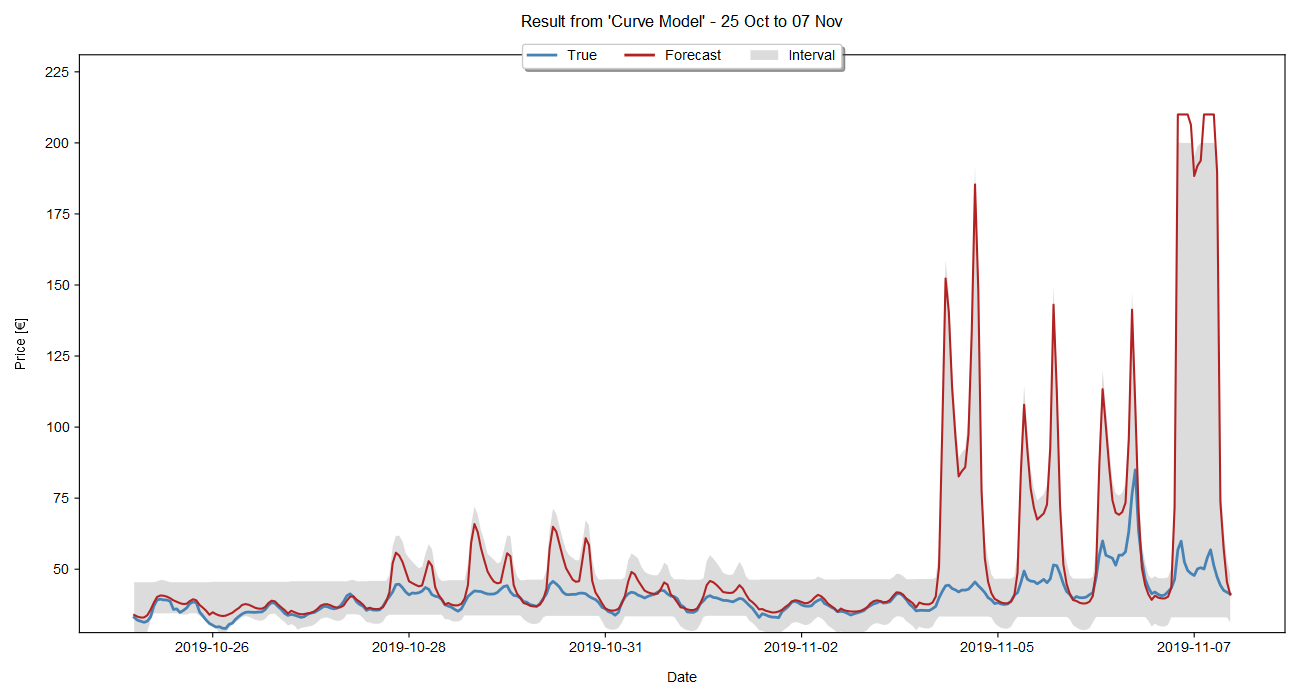 Result from 'Curve Model' - 25 Oct to 07 Nov
True Forecast Interval
225
200
175
150
125
100
75
50
Price [€]
2019-10-26 2019-10-28 2019-10-31 2019-11-02 2019-11-05 2019-11-07
Date